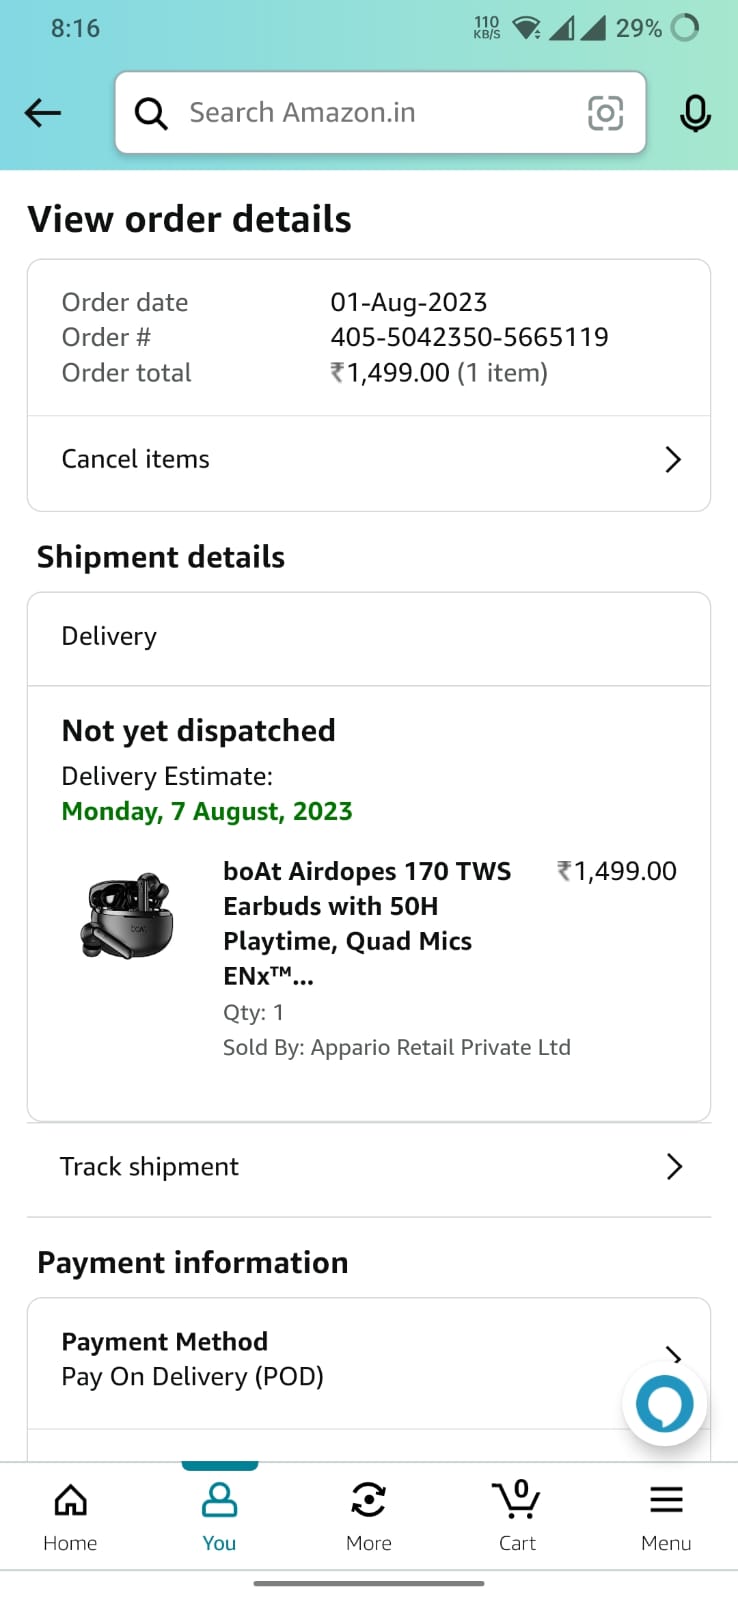 8:16
110
KB/S
29%
Search Amazon.in
View order details
Order date 01-Aug-2023
Order # 405-5042350-5665119
Order total ₹1,499.00 (1 item)
Cancel items
Shipment details
Delivery
Not yet dispatched
Delivery Estimate:
Monday, 7 August, 2023
boAt Airdopes 170 TWS ₹1,499.00
Earbuds with 50H
Playtime, Quad Mics
ENx™...
Qty: 1
Sold By: Appario Retail Private Ltd
boAt
Track shipment
Payment information
Payment Method
Pay On Delivery (POD)
0
Home You More Cart Menu